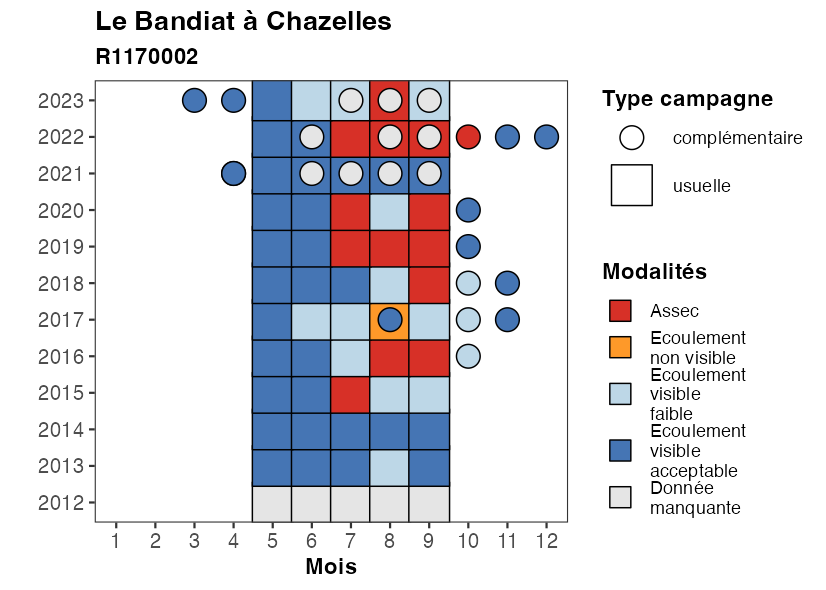 Le Bandiat à Chazelles
R1170002
2023
2022
2021
2020
2019
2018
2017
2016
2015
2014
2013
2012
1 2 3 4 5 6 7 8 9 10 11 12
Mois
Type campagne
complémentaire
usuelle
Modalités
Assec
Ecoulement
non visible
Ecoulement
visible
faible
Ecoulement
visible
acceptable
Donnée
manquante